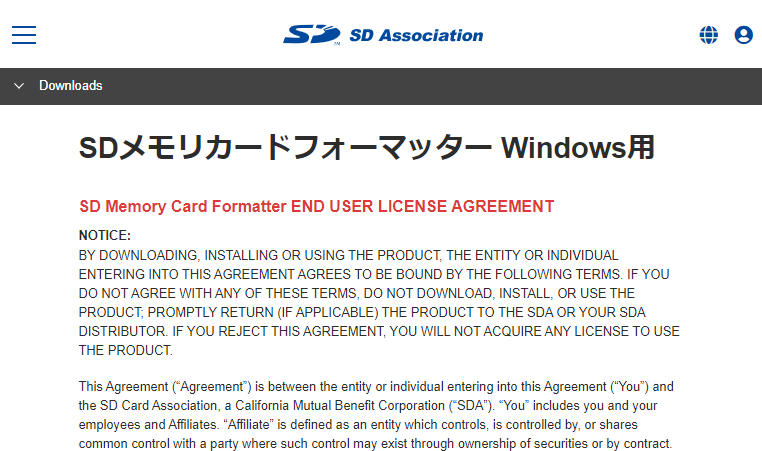 SD Association
Downloads
SDメモリカードフォーマッター Windows用
SD Memory Card Formatter END USER LICENSE AGREEMENT
NOTICE:
BY DOWNLOADING, INSTALLING OR USING THE PRODUCT, THE ENTITY OR INDIVIDUAL
ENTERING INTO THIS AGREEMENT AGREES TO BE BOUND BY THE FOLLOWING TERMS. IF YOU
DO NOT AGREE WITH ANY OF THESE TERMS, DO NOT DOWNLOAD, INSTALL, OR USE THE
PRODUCT; PROMPTLY RETURN (IF APPLICABLE) THE PRODUCT TO THE SDA OR YOUR SDA
DISTRIBUTOR. IF YOU REJECT THIS AGREEMENT, YOU WILL NOT ACQUIRE ANY LICENSE TO USE
THE PRODUCT.
This Agreement (“Agreement”) is between the entity or individual entering into this Agreement (“You”) and
the SD Card Association, a California Mutual Benefit Corporation (“SDA”). “You” includes you and your
employees and Affiliates. “Affiliate” is defined as an entity which controls, is controlled by, or shares
common control with a party where such control may exist through ownership of securities or by contract.